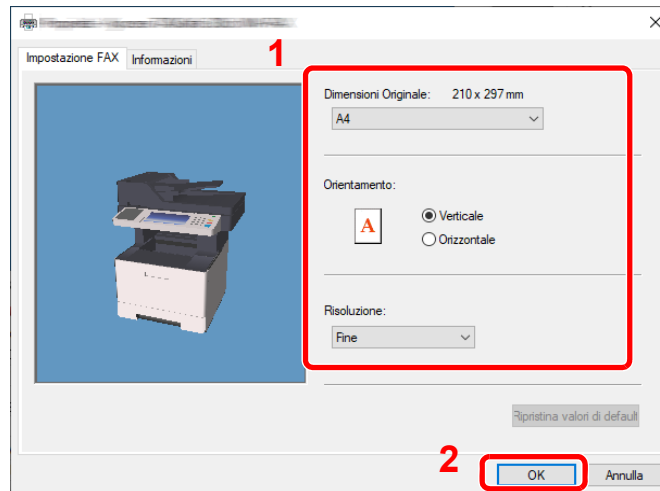 Impostazione FAX Informazioni
1
Dimensioni Originale: 210 x 297 mm
A4
Orientamento:
A
Verticale
Orizzontale
Risoluzione:
Fine
Ripristina valori di default
2
OK Annulla